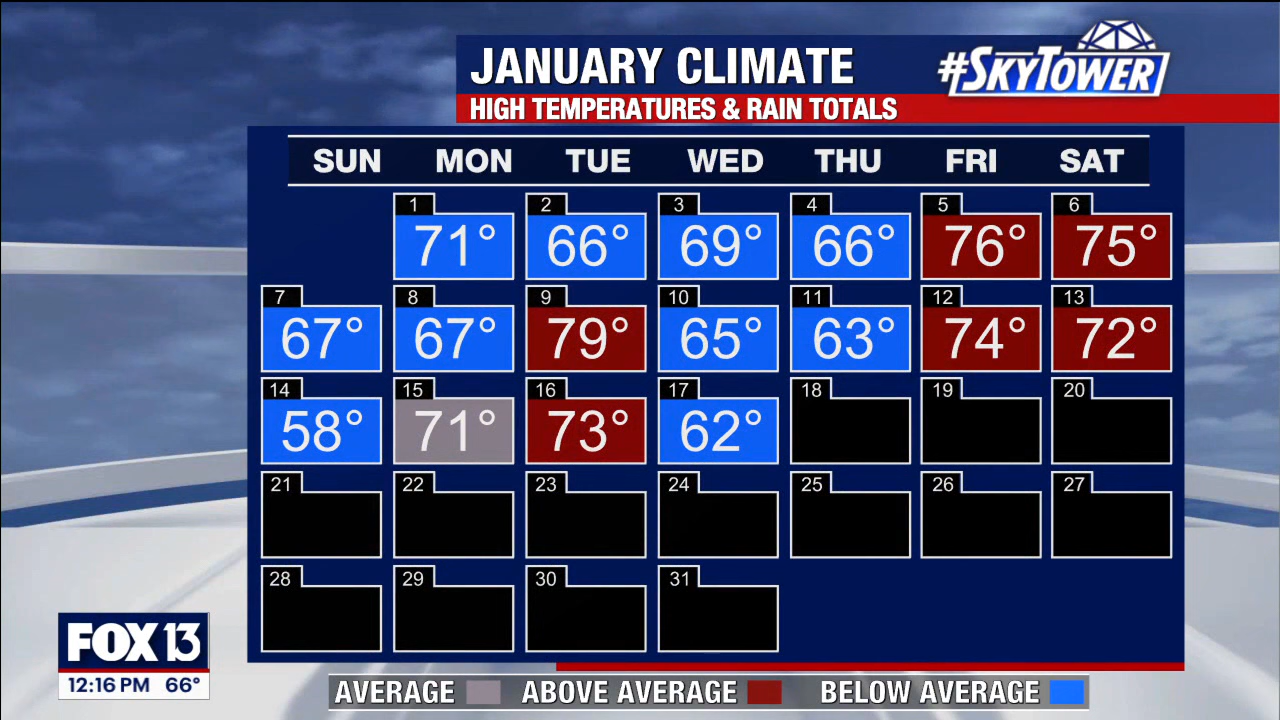 JANUARY CLIMATE
#SKYTOWER
HIGH TEMPERATURES & RAIN TOTALS
SUN MON TUE WED THU FRI SAT
1 2 3 4 5 6
71° 66° 69° 66° 76° 75°
7 8 9 10 11 12 13
67° 67° 79° 65° 63° 74° 72°
14 15 16 17 18 19 20
58° 71° 73° 62°
21 22 23 24 25 26 27
28 29 30 31
FOX 13
12:16 PM 66°
AVERAGE ABOVE AVERAGE BELOW AVERAGE